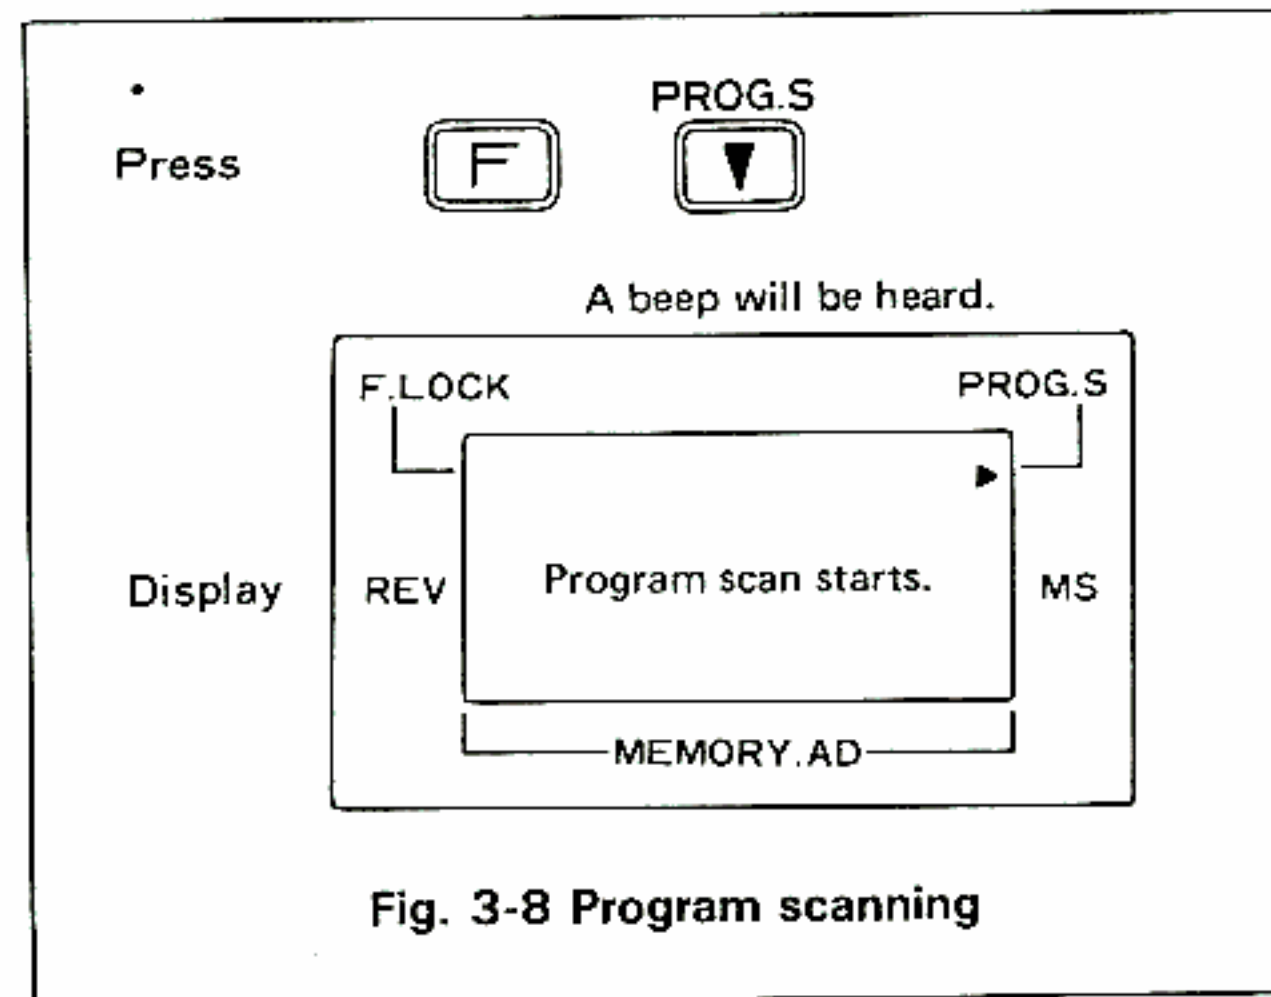 PROG.S
Press F ▼
A beep will be heard.
F.LOCK PROG.S
▶
Display REV Program scan starts. MS
MEMORY.AD
Fig. 3-8 Program scanning